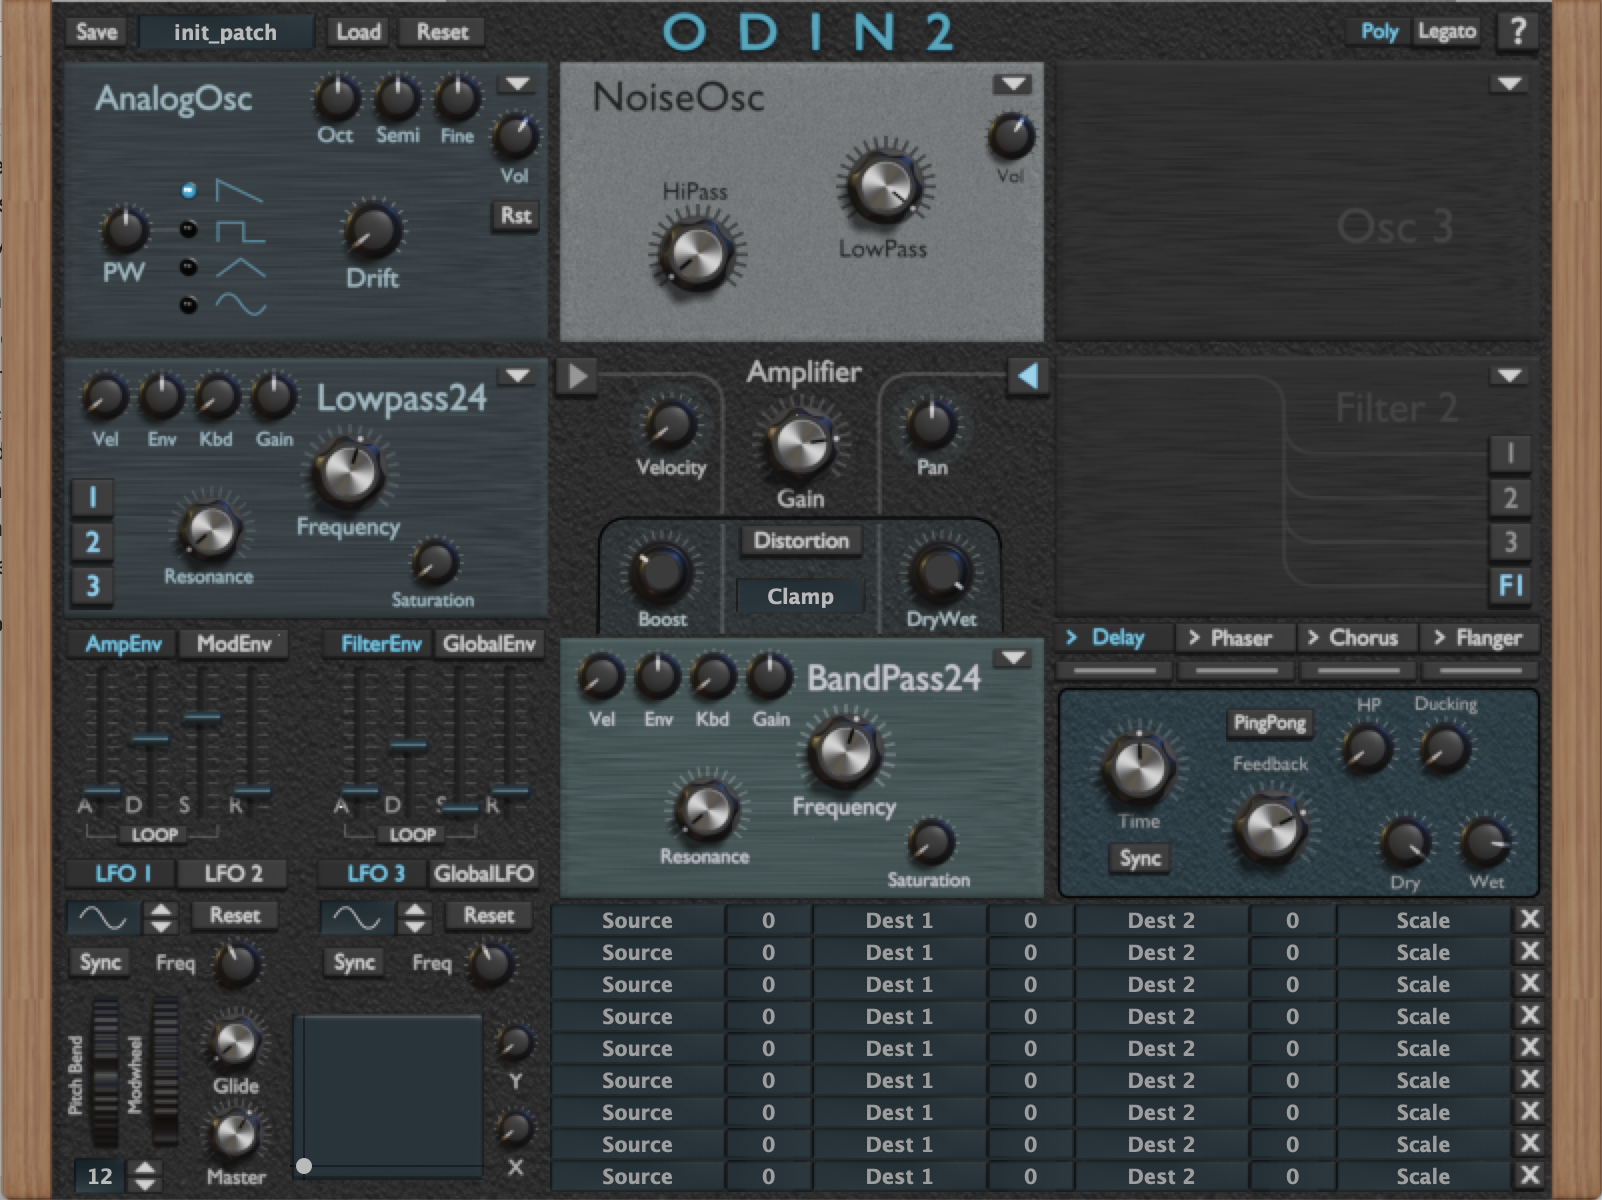 Save init_patch Load Reset ODIN 2 Poly Legato ?
AnalogOsc
Oct Semi Fine
Vol
Rst
PW
Drift
NoiseOsc
Vol
HiPass
LowPass
Osc 3
Vel Env Kbd Gain
Lowpass24
Frequency
Resonance
Saturation
1
2
3
Amplifier
Velocity
Gain
Pan
Distortion
Clamp
Boost
DryWet
Filter 2
1
2
3
F1
AmpEnv ModEnv FilterEnv GlobalEnv
A D S R
LOOP
A D S R
LOOP
BandPass24
Vel Env Kbd Gain
Frequency
Resonance
Saturation
> Delay > Phaser > Chorus > Flanger
PingPong
HP
Ducking
Feedback
Time
Sync
Dry
Wet
LFO 1 LFO 2 LFO 3 GlobalLFO
Reset
Sync Freq
Reset
Sync Freq
Pitch Bend
Modwheel
Glide
Master
12
Y
X
Source 0 Dest 1 0 Dest 2 0 Scale X
Source 0 Dest 1 0 Dest 2 0 Scale X
Source 0 Dest 1 0 Dest 2 0 Scale X
Source 0 Dest 1 0 Dest 2 0 Scale X
Source 0 Dest 1 0 Dest 2 0 Scale X
Source 0 Dest 1 0 Dest 2 0 Scale X
Source 0 Dest 1 0 Dest 2 0 Scale X
Source 0 Dest 1 0 Dest 2 0 Scale X
Source 0 Dest 1 0 Dest 2 0 Scale X